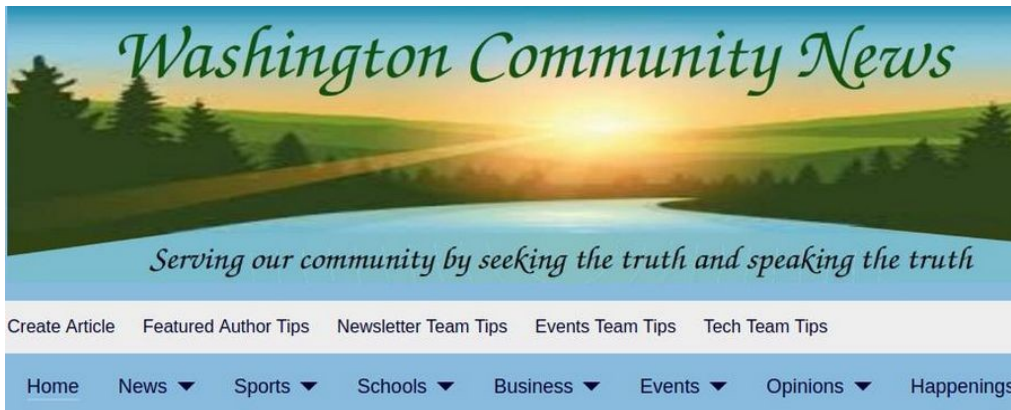 Washington Community News
Serving our community by seeking the truth and speaking the truth
Create Article Featured Author Tips Newsletter Team Tips Events Team Tips Tech Team Tips
Home News Sports Schools Business Events Opinions Happenings